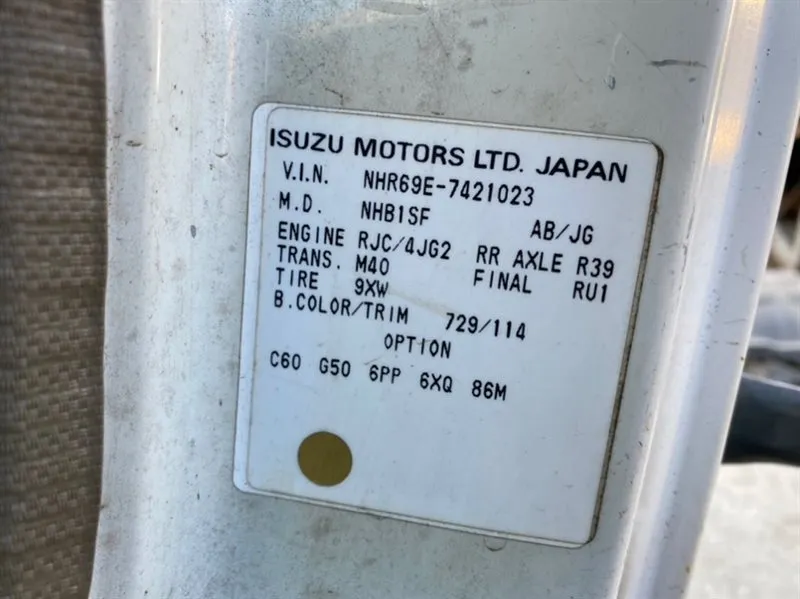 ISUZU MOTORS LTD. JAPAN
V.I.N. NHR69E-7421023
M.D. NHB1SF AB/JG
ENGINE RJC/4JG2 RR AXLE R39
TRANS. M40 FINAL RU1
TIRE 9XW
B.COLOR/TRIM 729/114
OPTION
C60 G50 6PP 6XQ 86M